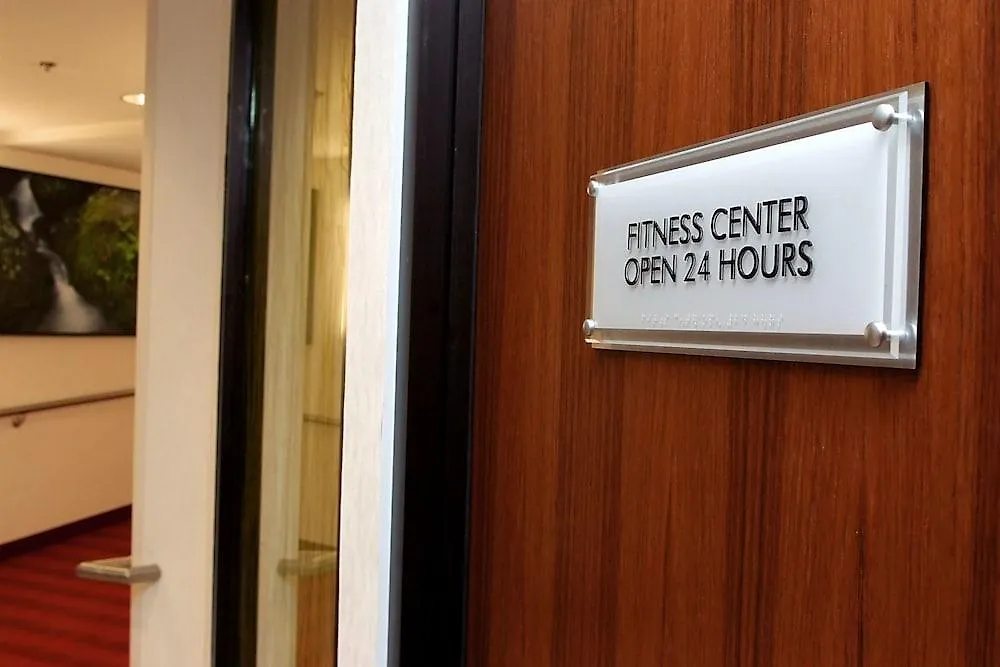 FITNESS CENTER
OPEN 24 HOURS